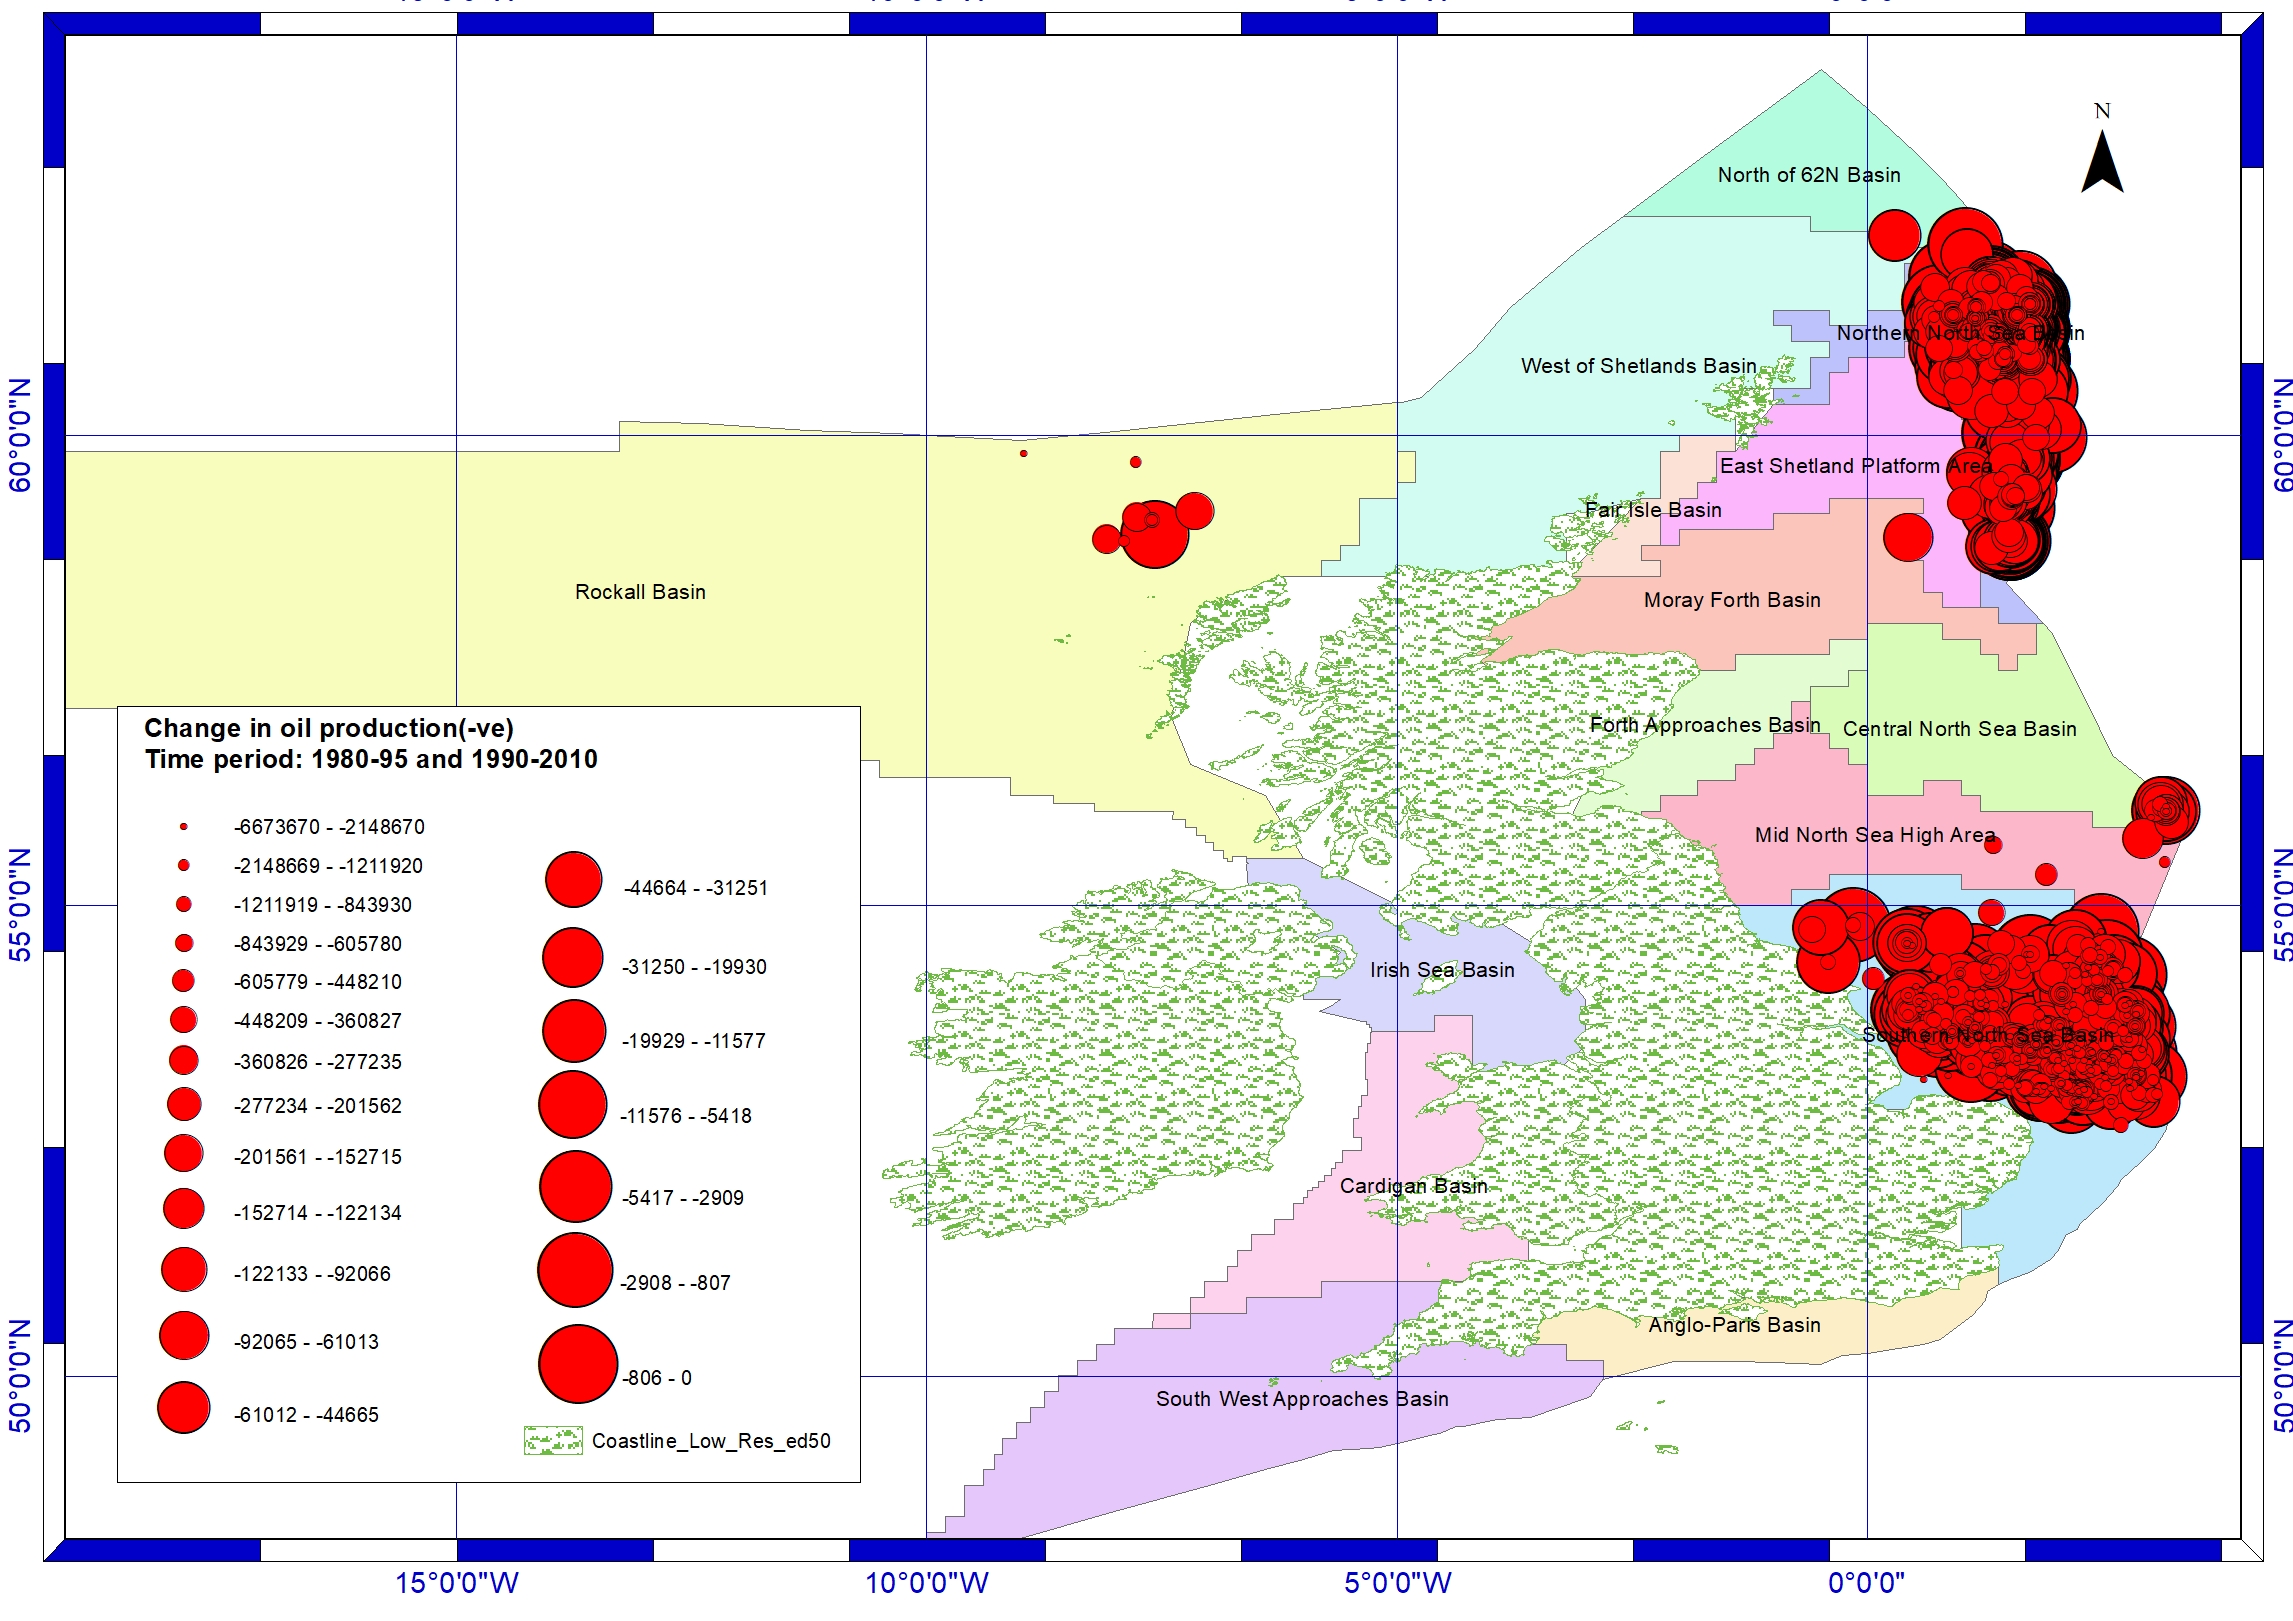 N
North of 62N Basin
Northern North Sea Basin
West of Shetlands Basin
60°0'0"N
60°0'0"N
East Shetland Platform Area
Fair Isle Basin
Rockall Basin
Moray Forth Basin
Forth Approaches Basin
Central North Sea Basin
Mid North Sea High Area
55°0'0"N
55°0'0"N
Irish Sea Basin
Southern North Sea Basin
Cardigan Basin
Anglo-Paris Basin
South West Approaches Basin
50°0'0"N
50°0'0"N
Change in oil production(-ve)
Time period: 1980-95 and 1990-2010
-6673670 - -2148670
-2148669 - -1211920
-1211919 - -843930
-843929 - -605780
-605779 - -448210
-448209 - -360827
-360826 - -277235
-277234 - -201562
-201561 - -152715
-152714 - -122134
-122133 - -92066
-92065 - -61013
-61012 - -44665
-44664 - -31251
-31250 - -19930
-19929 - -11577
-11576 - -5418
-5417 - -2909
-2908 - -807
-806 - 0
Coastline_Low_Res_ed50
15°0'0"W
10°0'0"W
5°0'0"W
0°0'0"